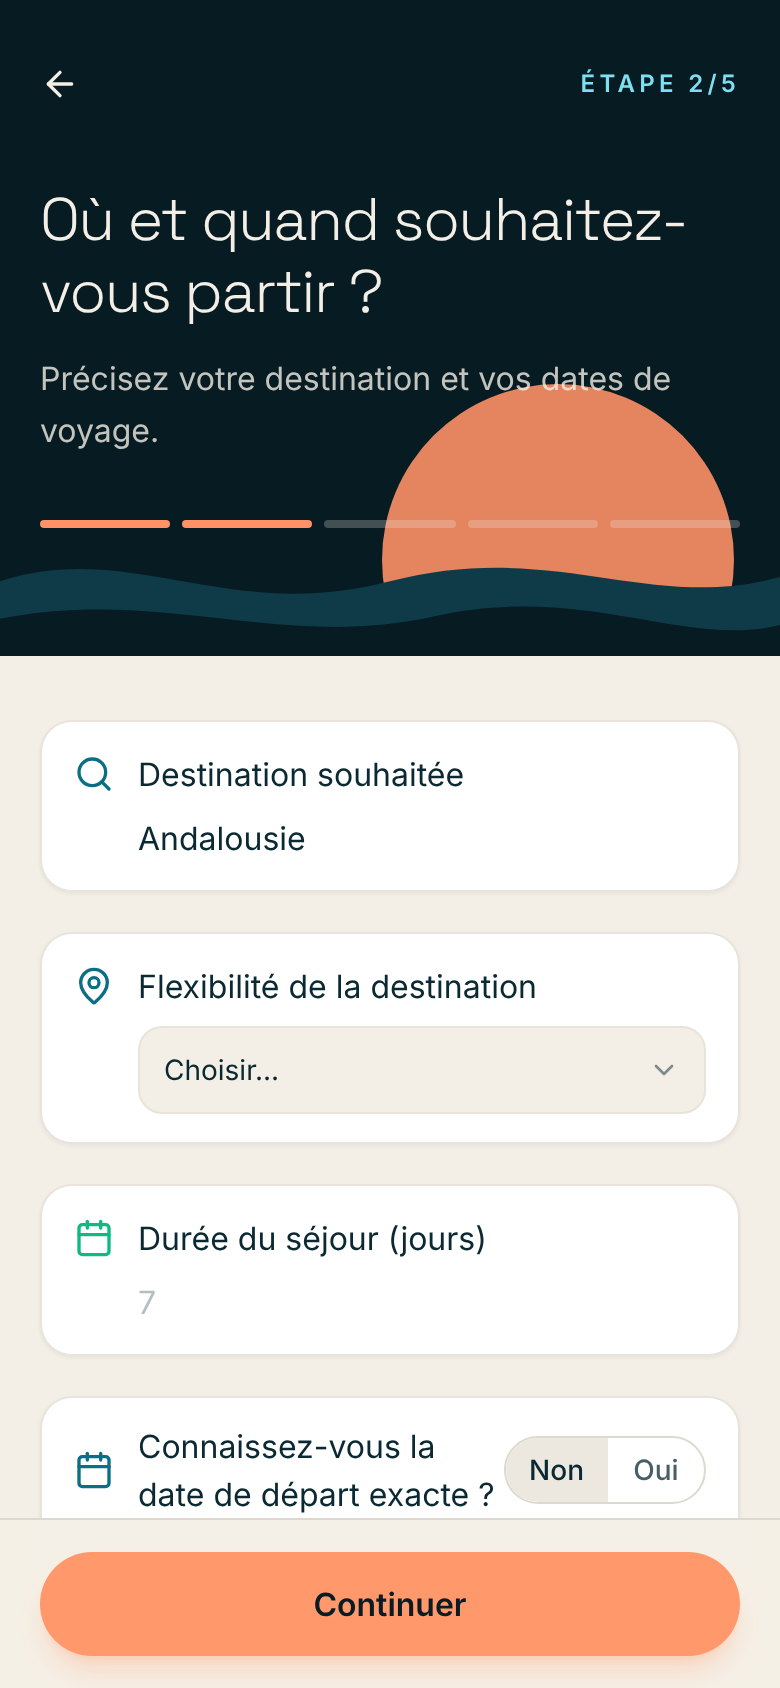 ÉTAPE 2/5
Où et quand souhaitez-
vous partir ?
Précisez votre destination et vos dates de
voyage.
Destination souhaitée
Andalousie
Flexibilité de la destination
Choisir...
Durée du séjour (jours)
7
Connaissez-vous la
date de départ exacte ?
Non Oui
Continuer